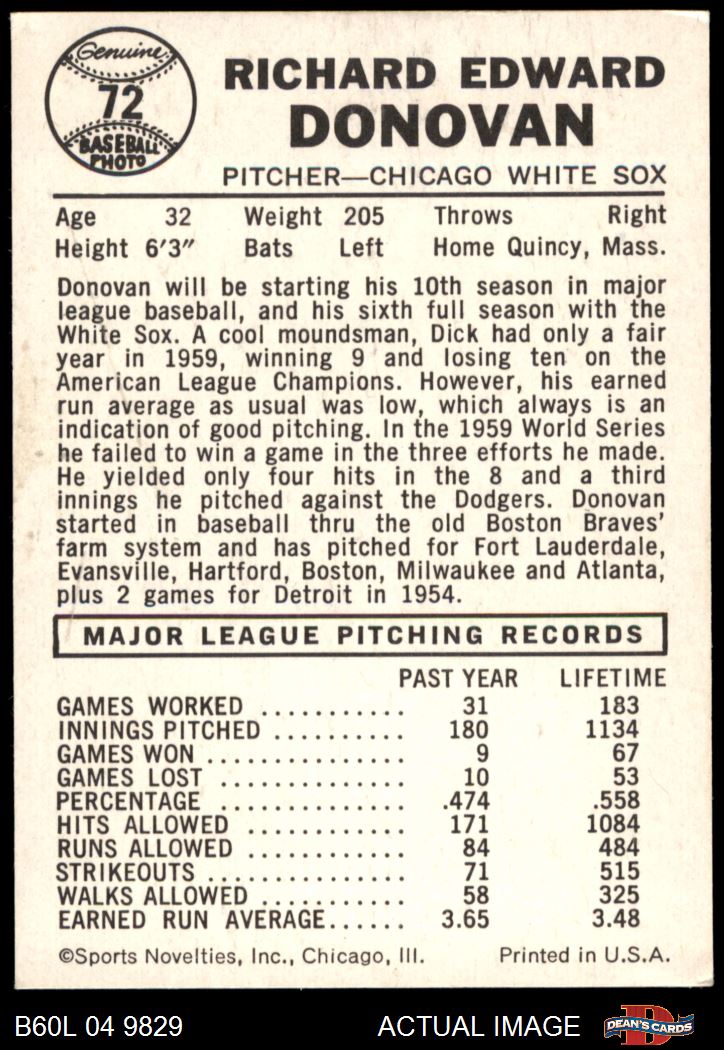 Genuine
72
BASEBALL
PHOTO
RICHARD EDWARD
DONOVAN
PITCHER—CHICAGO WHITE SOX
Age 32 Weight 205 Throws Right
Height 6'3" Bats Left Home Quincy, Mass.
Donovan will be starting his 10th season in major
league baseball, and his sixth full season with the
White Sox. A cool moundsman, Dick had only a fair
year in 1959, winning 9 and losing ten on the
American League Champions. However, his earned
run average as usual was low, which always is an
indication of good pitching. In the 1959 World Series
he failed to win a game in the three efforts he made.
He yielded only four hits in the 8 and a third
innings he pitched against the Dodgers. Donovan
started in baseball thru the old Boston Braves'
farm system and has pitched for Fort Lauderdale,
Evansville, Hartford, Boston, Milwaukee and Atlanta,
plus 2 games for Detroit in 1954.
MAJOR LEAGUE PITCHING RECORDS
PAST YEAR LIFETIME
GAMES WORKED ........... 31 183
INNINGS PITCHED .......... 180 1134
GAMES WON ............... 9 67
GAMES LOST .............. 10 53
PERCENTAGE .............. .474 .558
HITS ALLOWED ............ 171 1084
RUNS ALLOWED ............ 84 484
STRIKEOUTS ............... 71 515
WALKS ALLOWED ........... 58 325
EARNED RUN AVERAGE...... 3.65 3.48
©Sports Novelties, Inc., Chicago, Ill. Printed in U.S.A.
B60L 04 9829 ACTUAL IMAGE DEAN'S CARDS